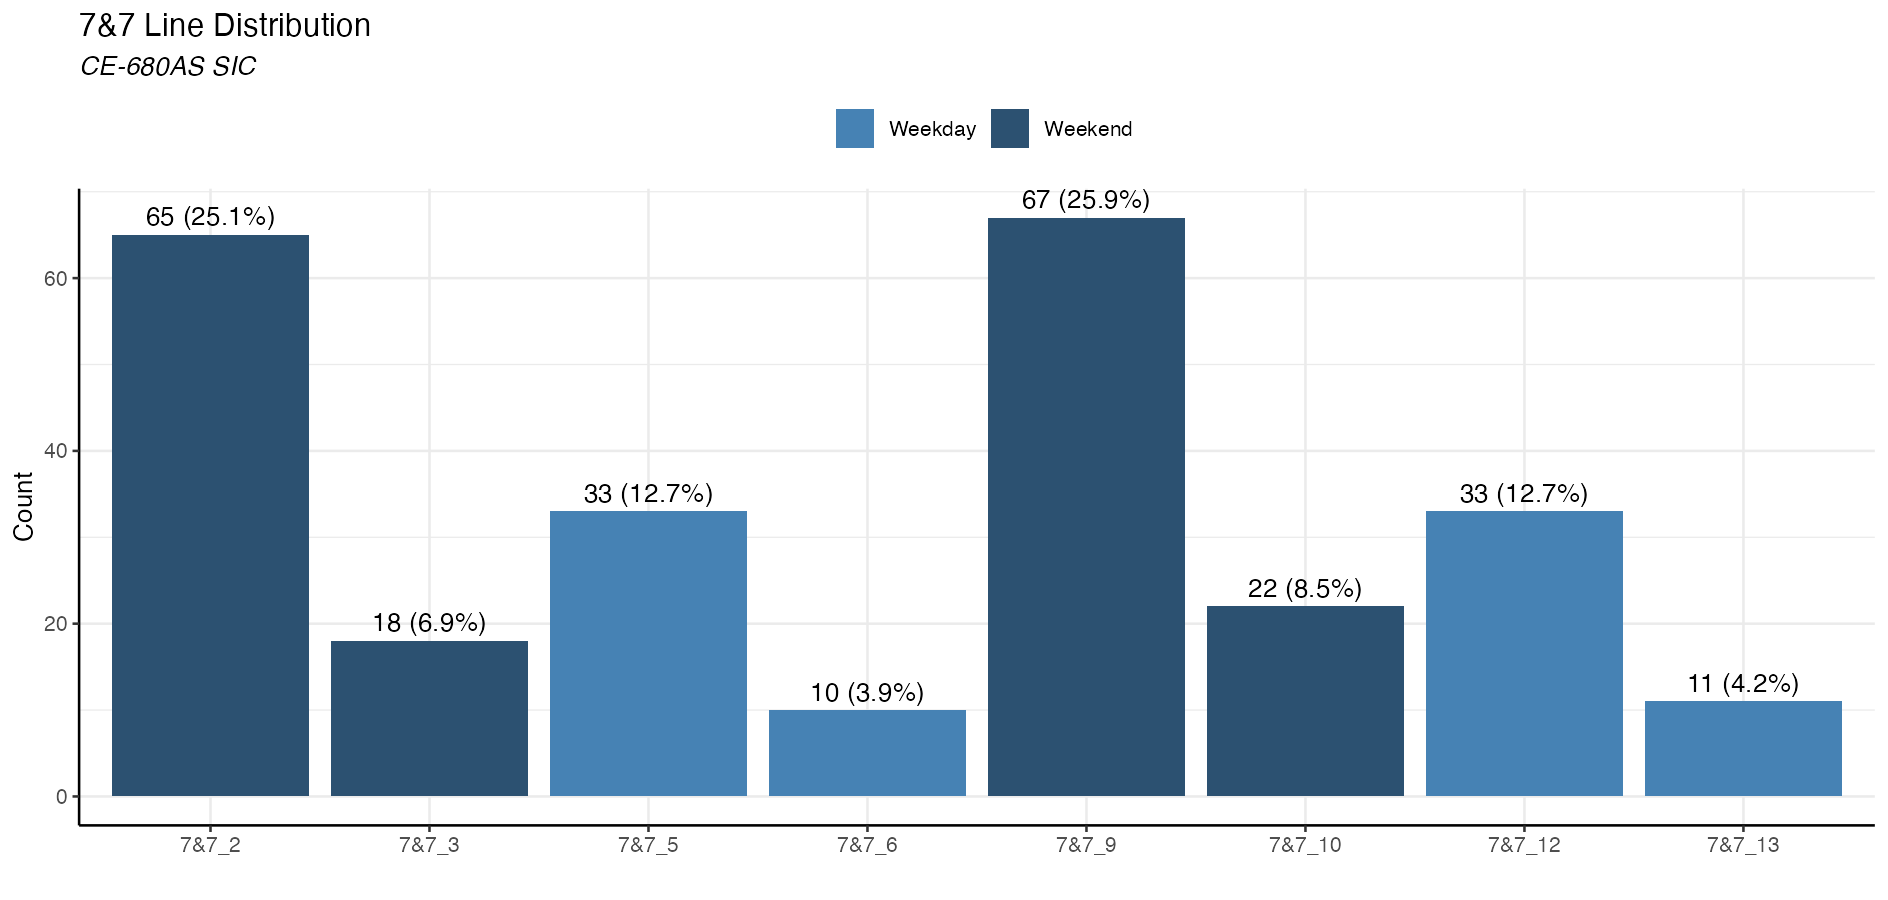 7&7 Line Distribution
CE-680AS SIC
Weekday Weekend
Count
60
40
20
0
65 (25.1%)
18 (6.9%)
33 (12.7%)
10 (3.9%)
67 (25.9%)
22 (8.5%)
33 (12.7%)
11 (4.2%)
7&7_2 7&7_3 7&7_5 7&7_6 7&7_9 7&7_10 7&7_12 7&7_13